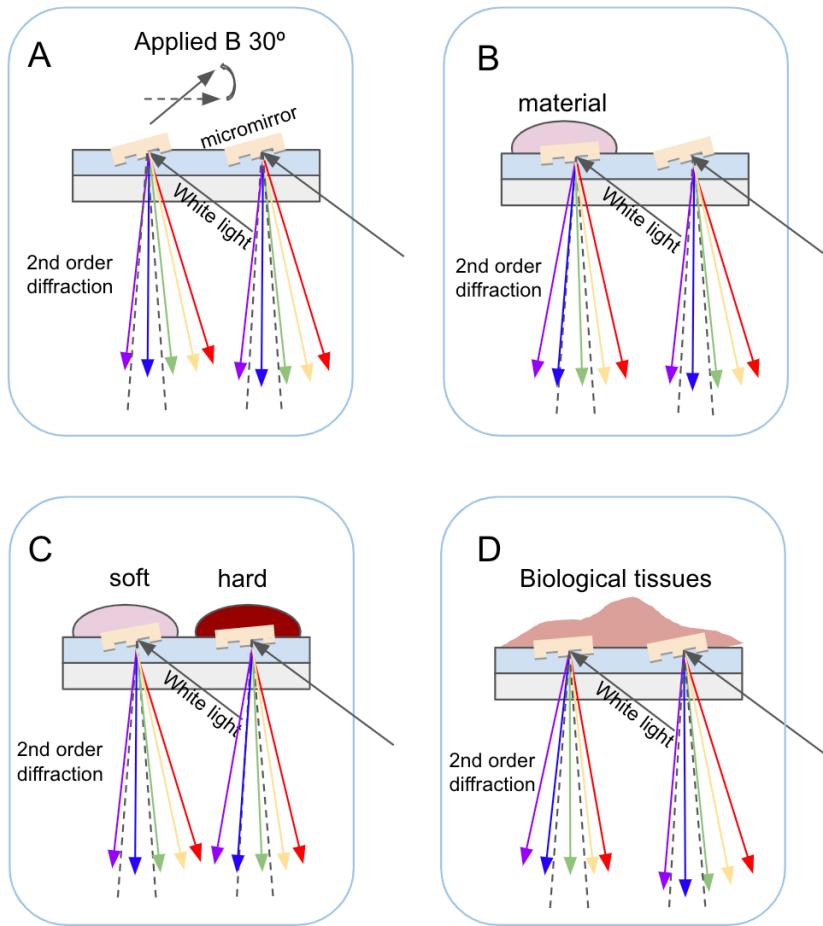 A
Applied B 30º
micromirror
White light
2nd order
diffraction
B
material
White light
2nd order
diffraction
C
soft
hard
White light
2nd order
diffraction
D
Biological tissues
White light
2nd order
diffraction